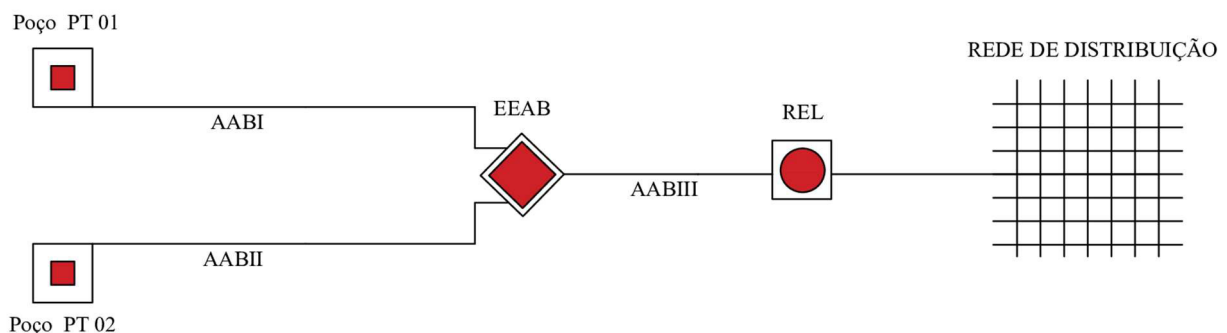 Poço PT 01
REDE DE DISTRIBUIÇÃO
EEAB
REL
AABI
AABIII
AABII
Poço PT 02